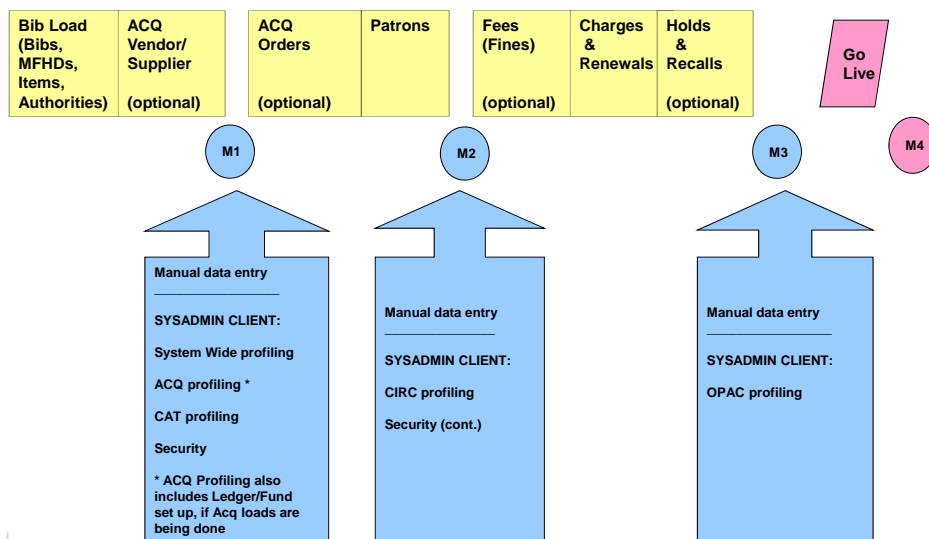 Bib Load
(Bibs,
MFHDs,
Items,
Authorities)
ACQ
Vendor/
Supplier
(optional)
ACQ
Orders
(optional)
Patrons
Fees
(Fines)
(optional)
Charges
&
Renewals
Holds
&
Recalls
(optional)
Go
Live
M1
M2
M3
M4
Manual data entry
SYSADMIN CLIENT:
System Wide profiling
ACQ profiling *
CAT profiling
Security
* ACQ Profiling also
includes Ledger/Fund
set up, if Acq loads are
being done
Manual data entry
SYSADMIN CLIENT:
CIRC profiling
Security (cont.)
Manual data entry
SYSADMIN CLIENT:
OPAC profiling